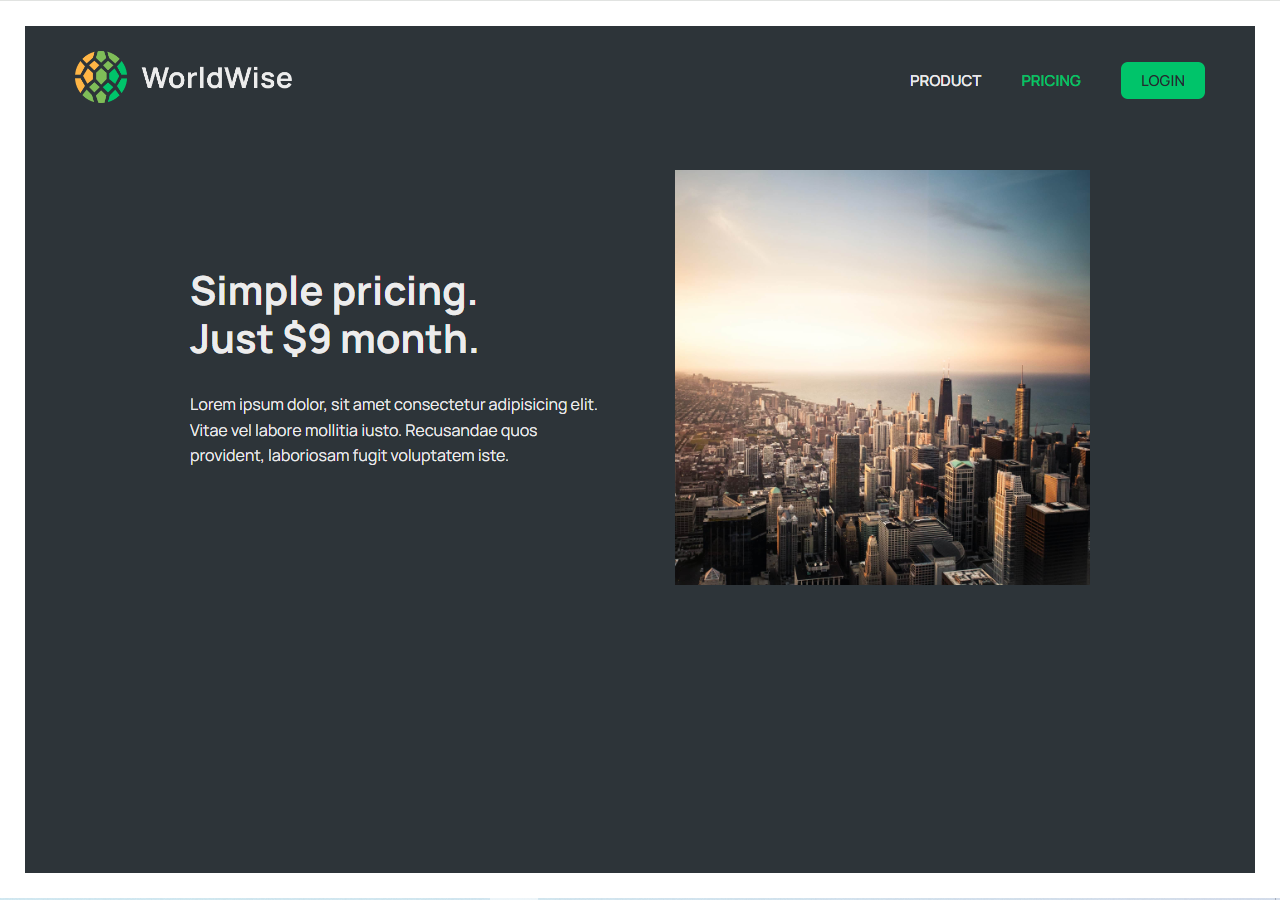 WorldWise
PRODUCT
PRICING
LOGIN
Simple pricing.
Just $9 month.
Lorem ipsum dolor, sit amet consectetur adipisicing elit.
Vitae vel labore mollitia iusto. Recusandae quos
provident, laboriosam fugit voluptatem iste.